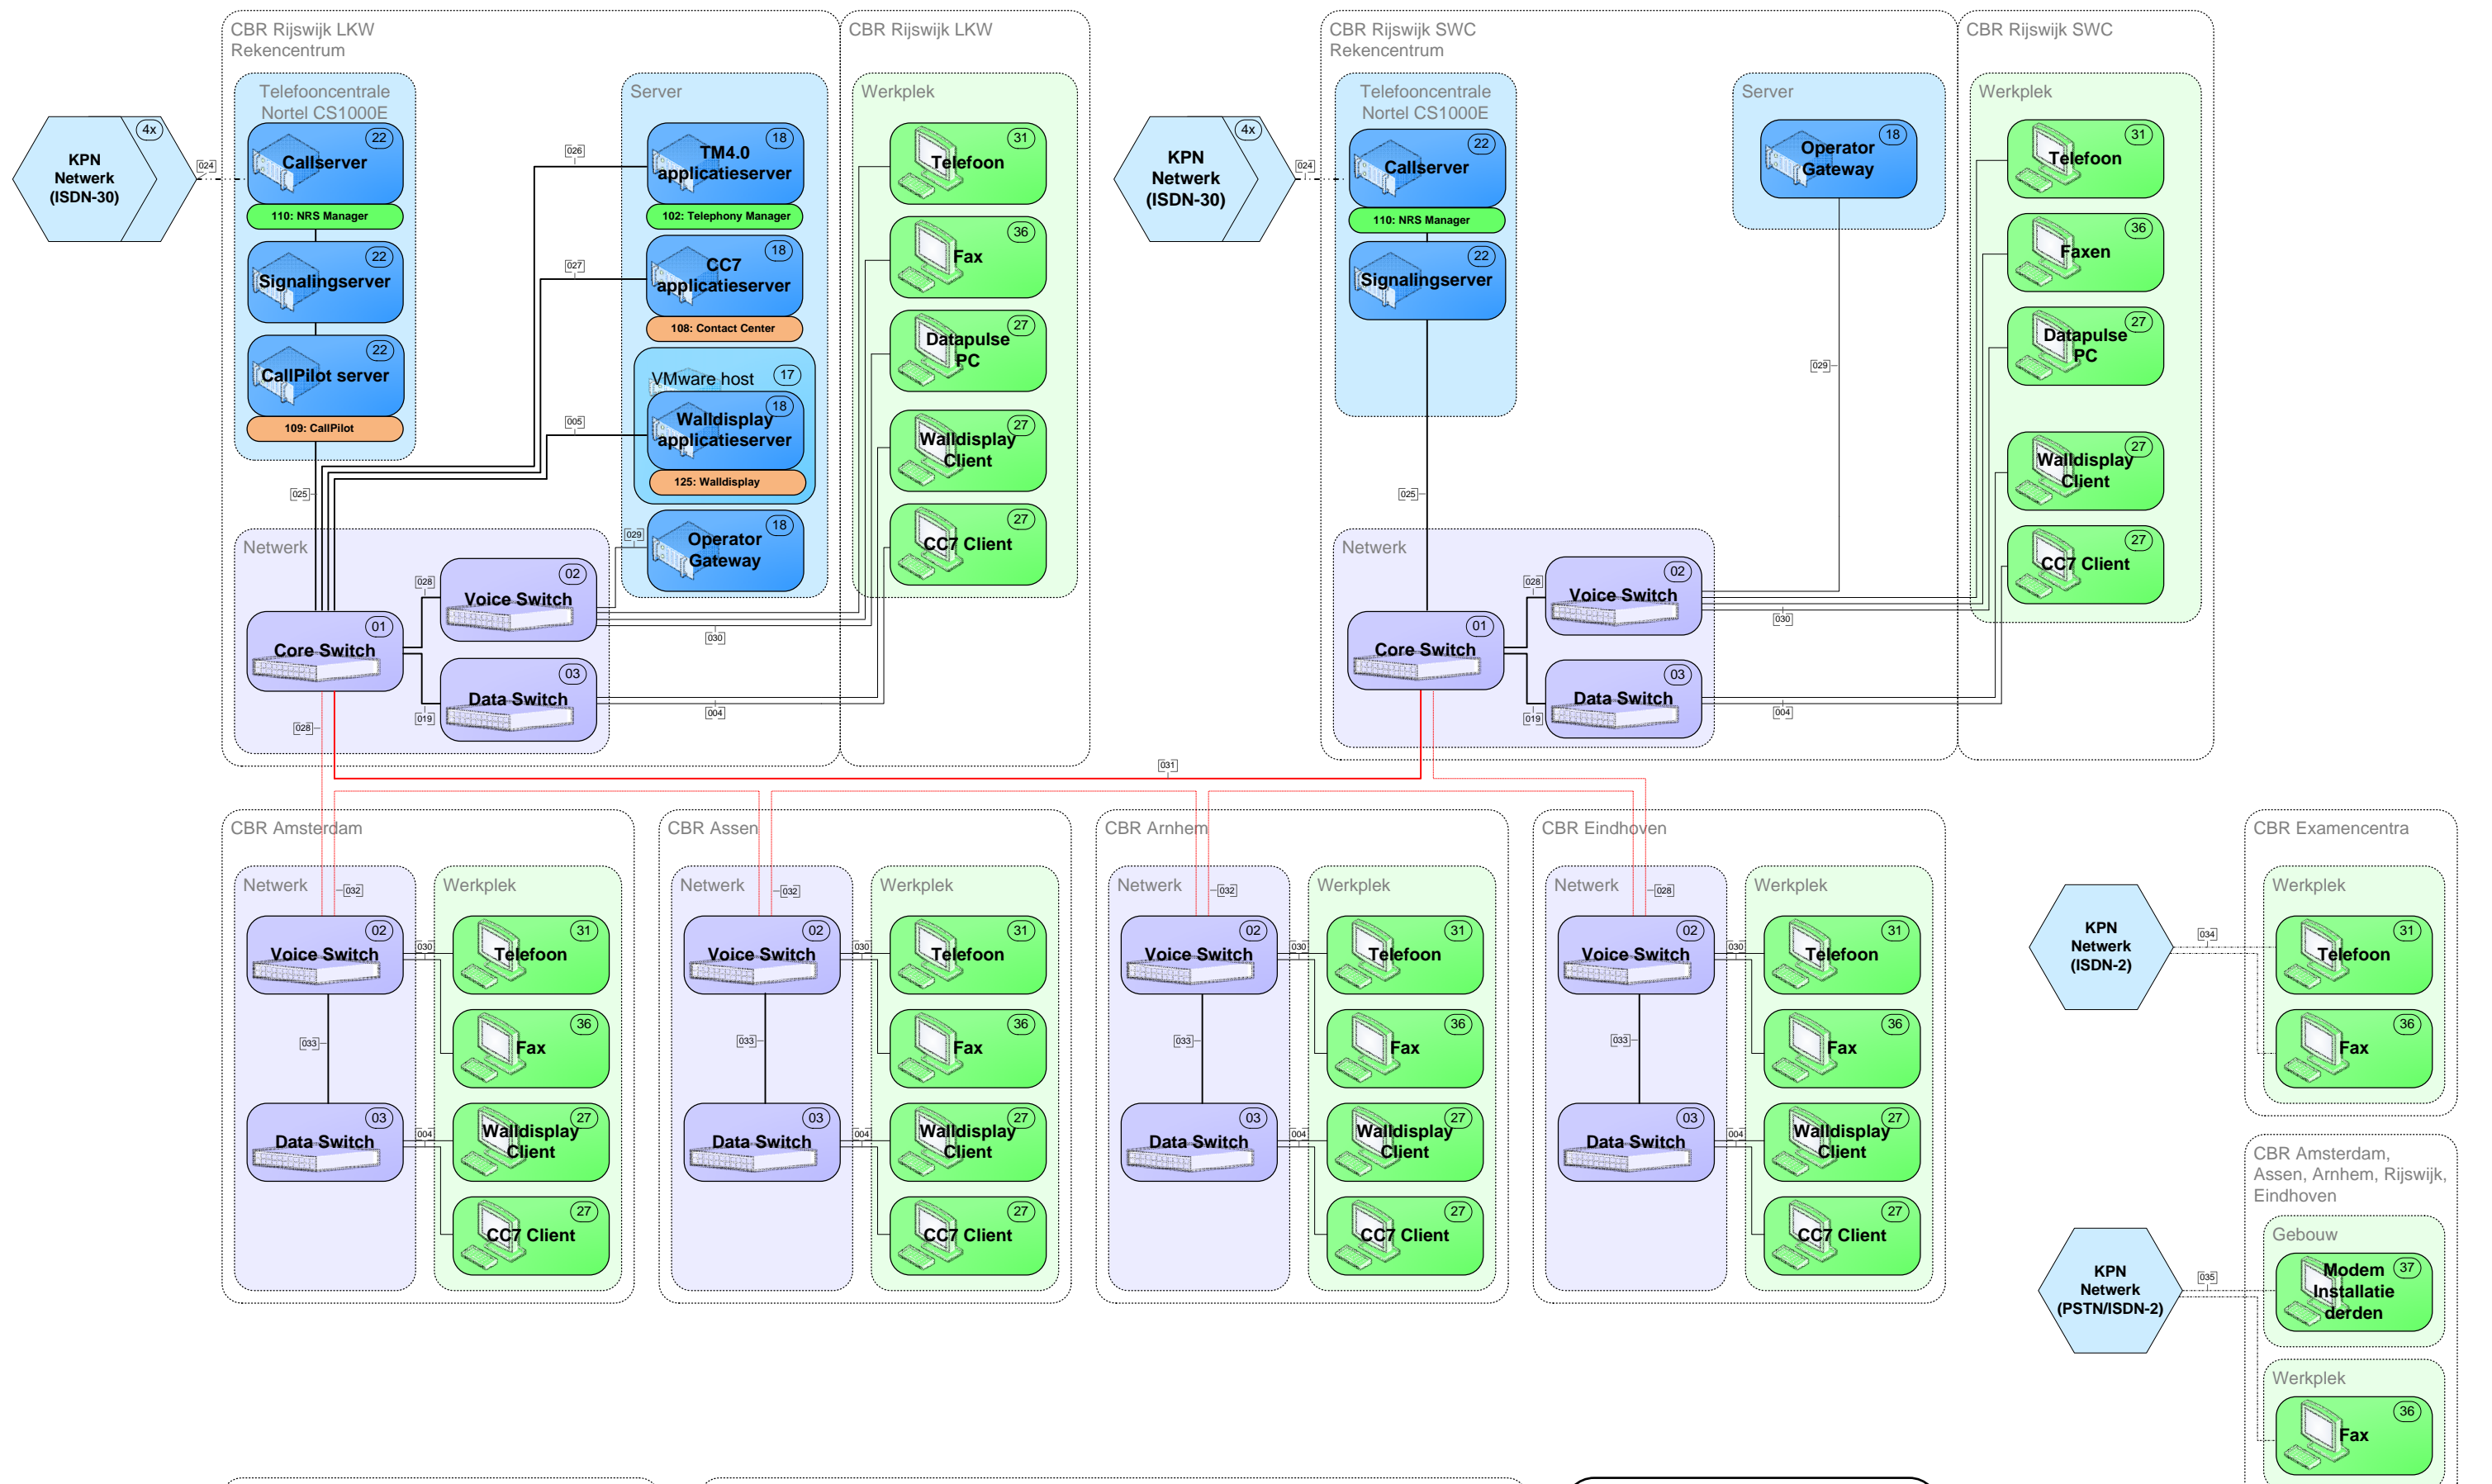 CBR Rijswijk LKW
Rekencentrum
CBR Rijswijk LKW
Telefooncentrale
Nortel CS1000E
Server
Werkplek
KPN
Netwerk
(ISDN-30)
4x
024
22
Callserver
110: NRS Manager
22
Signalingserver
22
CallPilot server
109: CallPilot
025
026
027
005
18
TM4.0
applicatieserver
102: Telephony Manager
18
CC7
applicatieserver
108: Contact Center
VMware host
17
18
Walldisplay
applicatieserver
125: Walldisplay
029
18
Operator
Gateway
31
Telefoon
36
Fax
27
Datapulse
PC
27
Walldisplay
Client
27
CC7 Client
Netwerk
01
Core Switch
028
02
Voice Switch
019
03
Data Switch
030
004
028
CBR Rijswijk SWC
Rekencentrum
CBR Rijswijk SWC
Telefooncentrale
Nortel CS1000E
Server
Werkplek
KPN
Netwerk
(ISDN-30)
4x
024
22
Callserver
110: NRS Manager
22
Signalingserver
025
18
Operator
Gateway
029
31
Telefoon
36
Faxen
27
Datapulse
PC
27
Walldisplay
Client
27
CC7 Client
Netwerk
01
Core Switch
028
02
Voice Switch
019
03
Data Switch
030
004
031
CBR Amsterdam
Netwerk
Werkplek
032
02
Voice Switch
030
31
Telefoon
033
36
Fax
03
Data Switch
004
27
Walldisplay
Client
27
CC7 Client
CBR Assen
Netwerk
Werkplek
032
02
Voice Switch
030
31
Telefoon
033
36
Fax
03
Data Switch
004
27
Walldisplay
Client
27
CC7 Client
CBR Arnhem
Netwerk
Werkplek
032
02
Voice Switch
030
31
Telefoon
033
36
Fax
03
Data Switch
004
27
Walldisplay
Client
27
CC7 Client
CBR Eindhoven
Netwerk
Werkplek
028
02
Voice Switch
030
31
Telefoon
033
36
Fax
03
Data Switch
004
27
Walldisplay
Client
27
CC7 Client
CBR Examencentra
Werkplek
KPN
Netwerk
(ISDN-2)
034
31
Telefoon
36
Fax
CBR Amsterdam,
Assen, Arnhem, Rijswijk,
Eindhoven
Gebouw
KPN
Netwerk
(PSTN/ISDN-2)
035
37
Modem
Installatie
derden
Werkplek
36
Fax